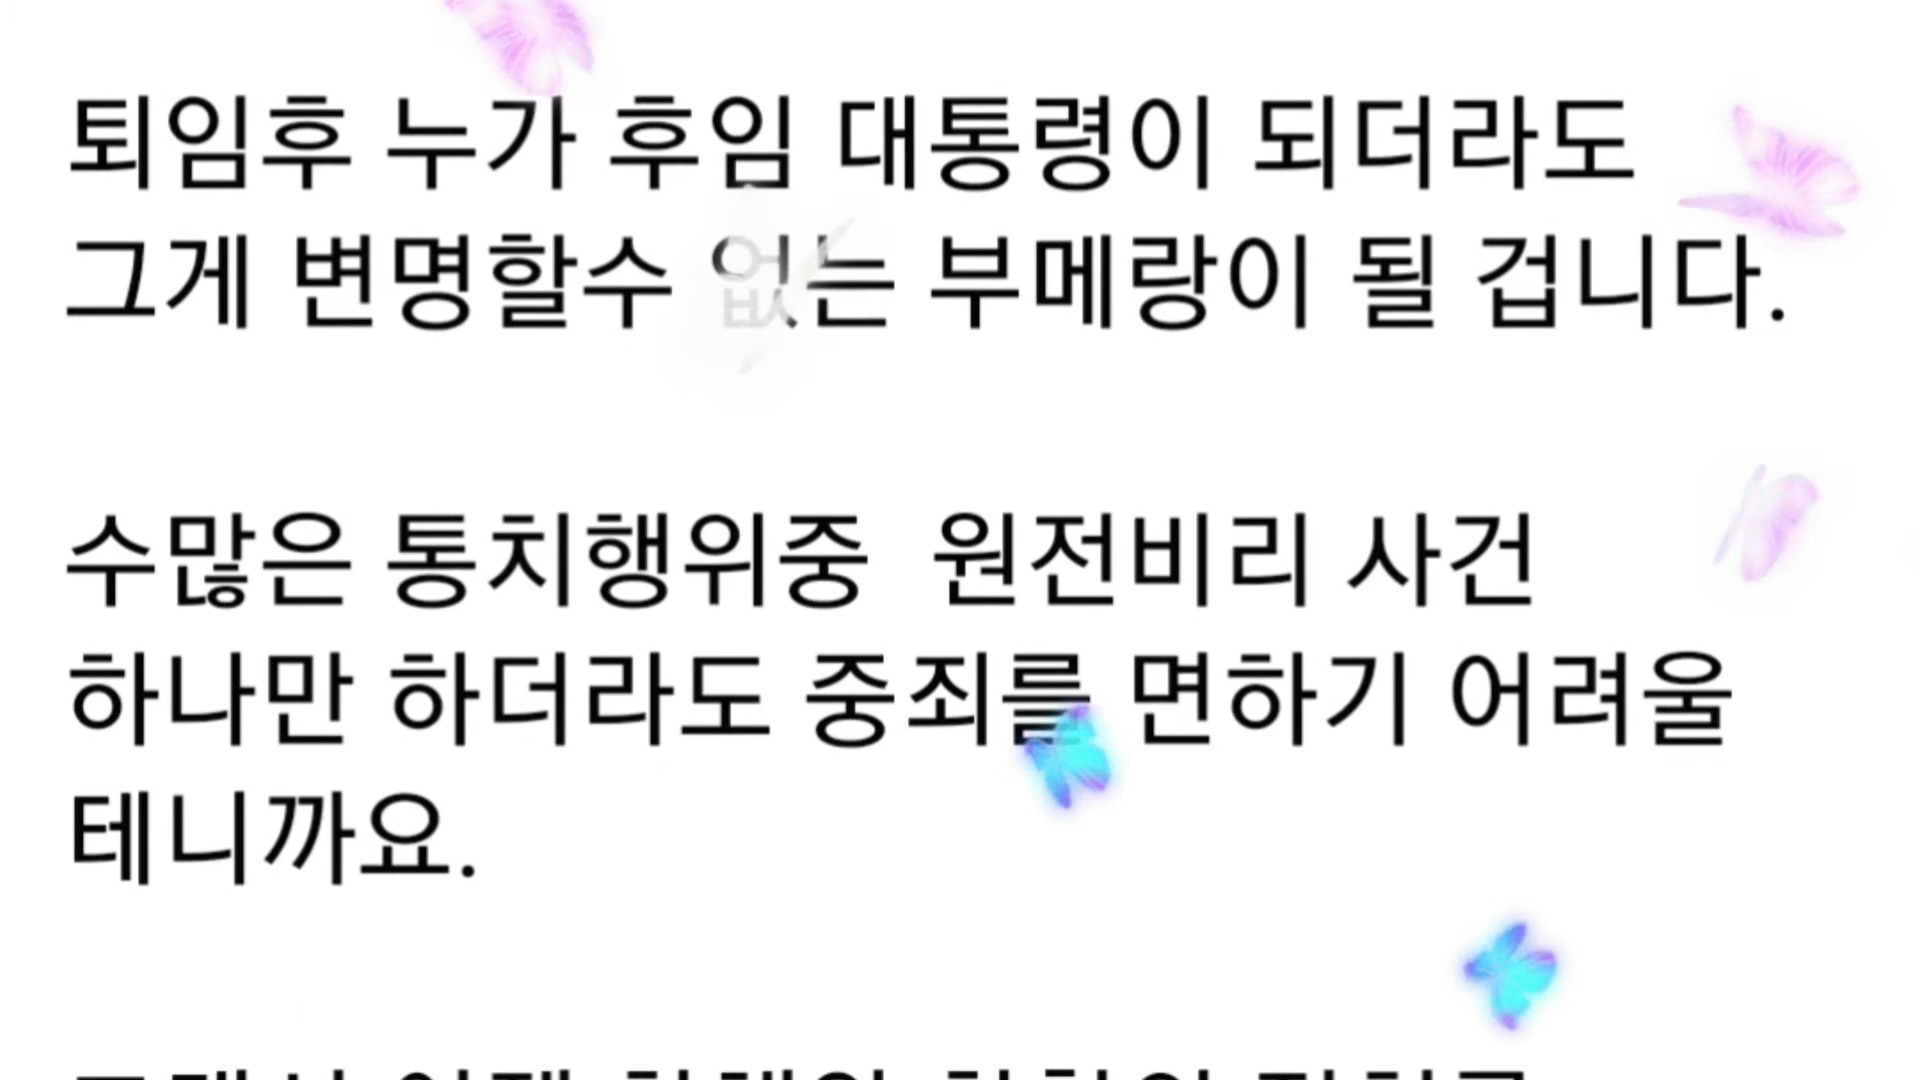 퇴임후 누가 후임 대통령이 되더라도
그게 변명할수 없는 부메랑이 될 겁니다.
수많은 통치행위중 원전비리 사건
하나만 하더라도 중죄를 면하기 어려울
테니까요.